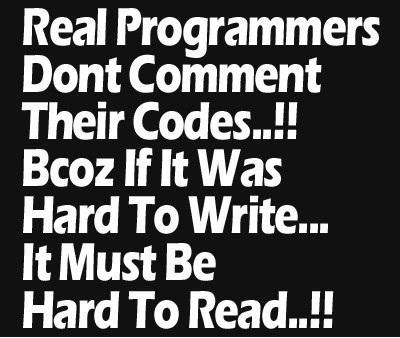 Real Programmers
Dont Comment
Their Codes..!!
Bcoz If It Was
Hard To Write...
It Must Be
Hard To Read..!!